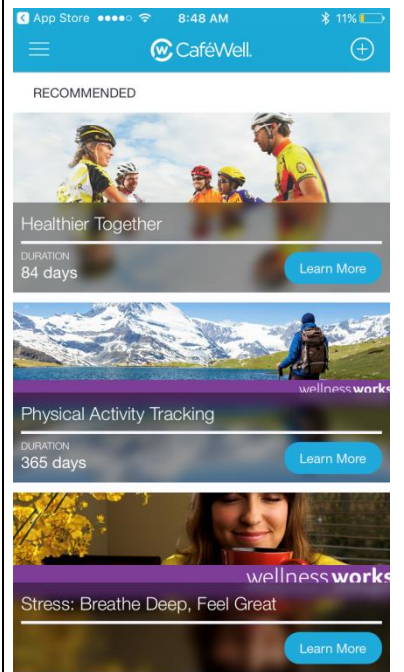 App Store 8:48 AM 11%
CaféWell.
RECOMMENDED
Healthier Together
DURATION
84 days
Learn More
wellnessworks
Physical Activity Tracking
DURATION
365 days
Learn More
wellnessworks
Stress: Breathe Deep, Feel Great
Learn More